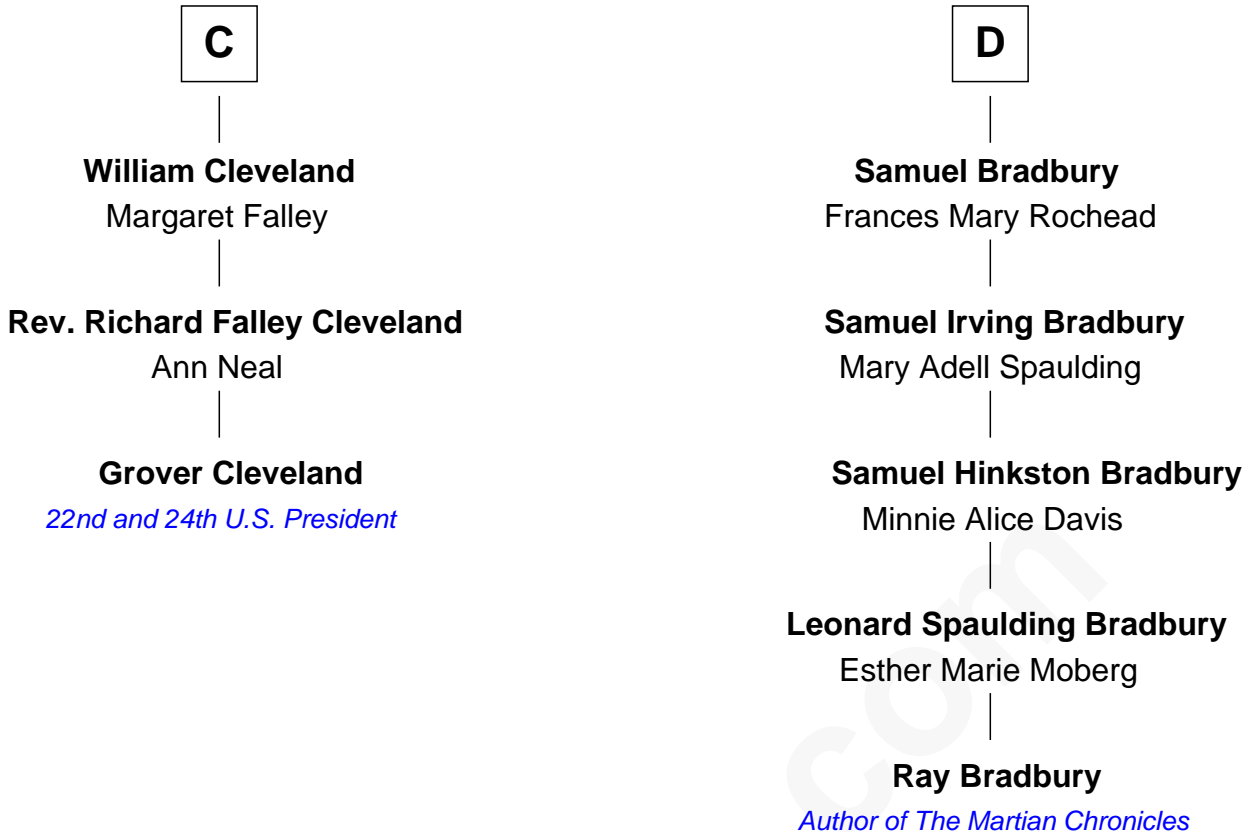 C
William Cleveland
Margaret Falley
Rev. Richard Falley Cleveland
Ann Neal
Grover Cleveland
22nd and 24th U.S. President
D
Samuel Bradbury
Frances Mary Rochead
Samuel Irving Bradbury
Mary Adell Spaulding
Samuel Hinkston Bradbury
Minnie Alice Davis
Leonard Spaulding Bradbury
Esther Marie Moberg
Ray Bradbury
Author of The Martian Chronicles
com